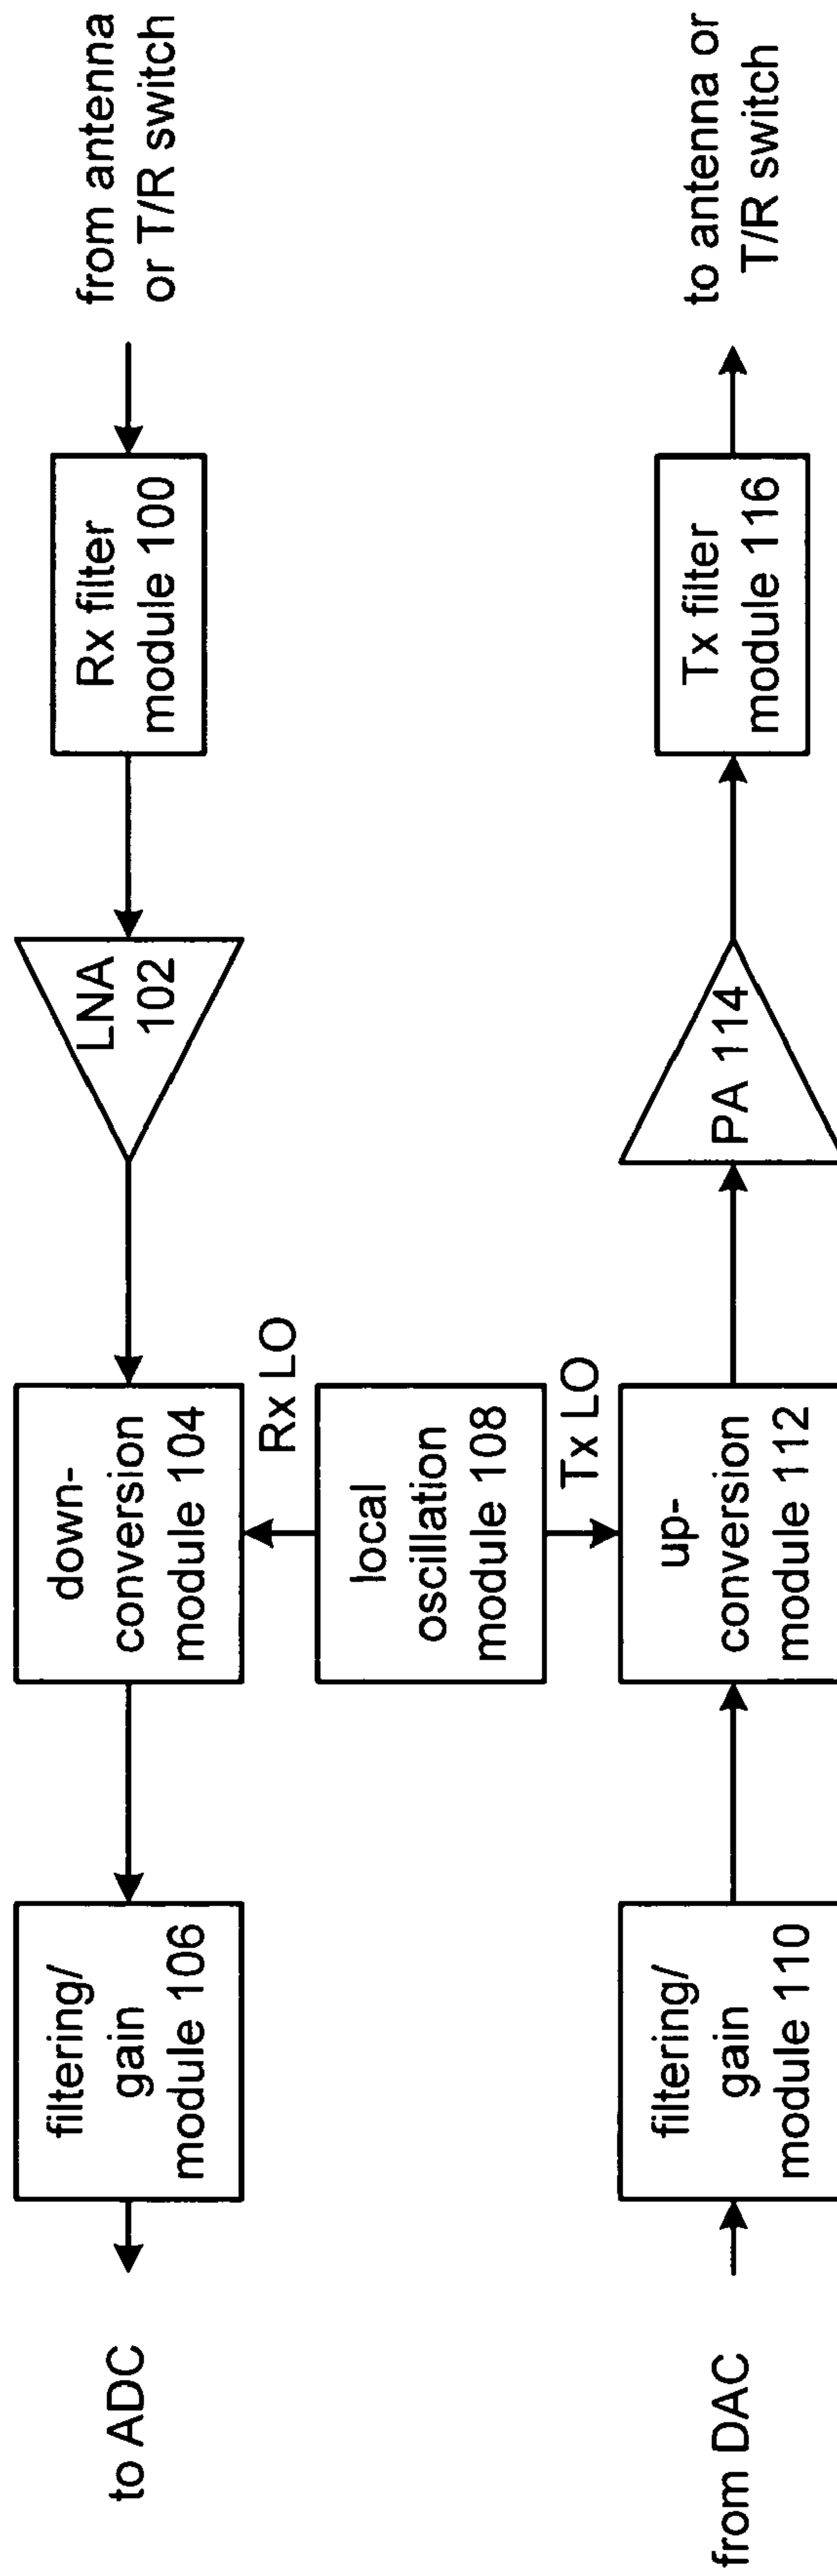 to ADC
filtering/
gain
module 106
down-
conversion
module 104
LNA
102
Rx filter
module 100
from antenna
or T/R switch
Rx LO
local
oscillation
module 108
Tx LO
from DAC
filtering/
gain
module 110
up-
conversion
module 112
PA 114
Tx filter
module 116
to antenna or
T/R switch